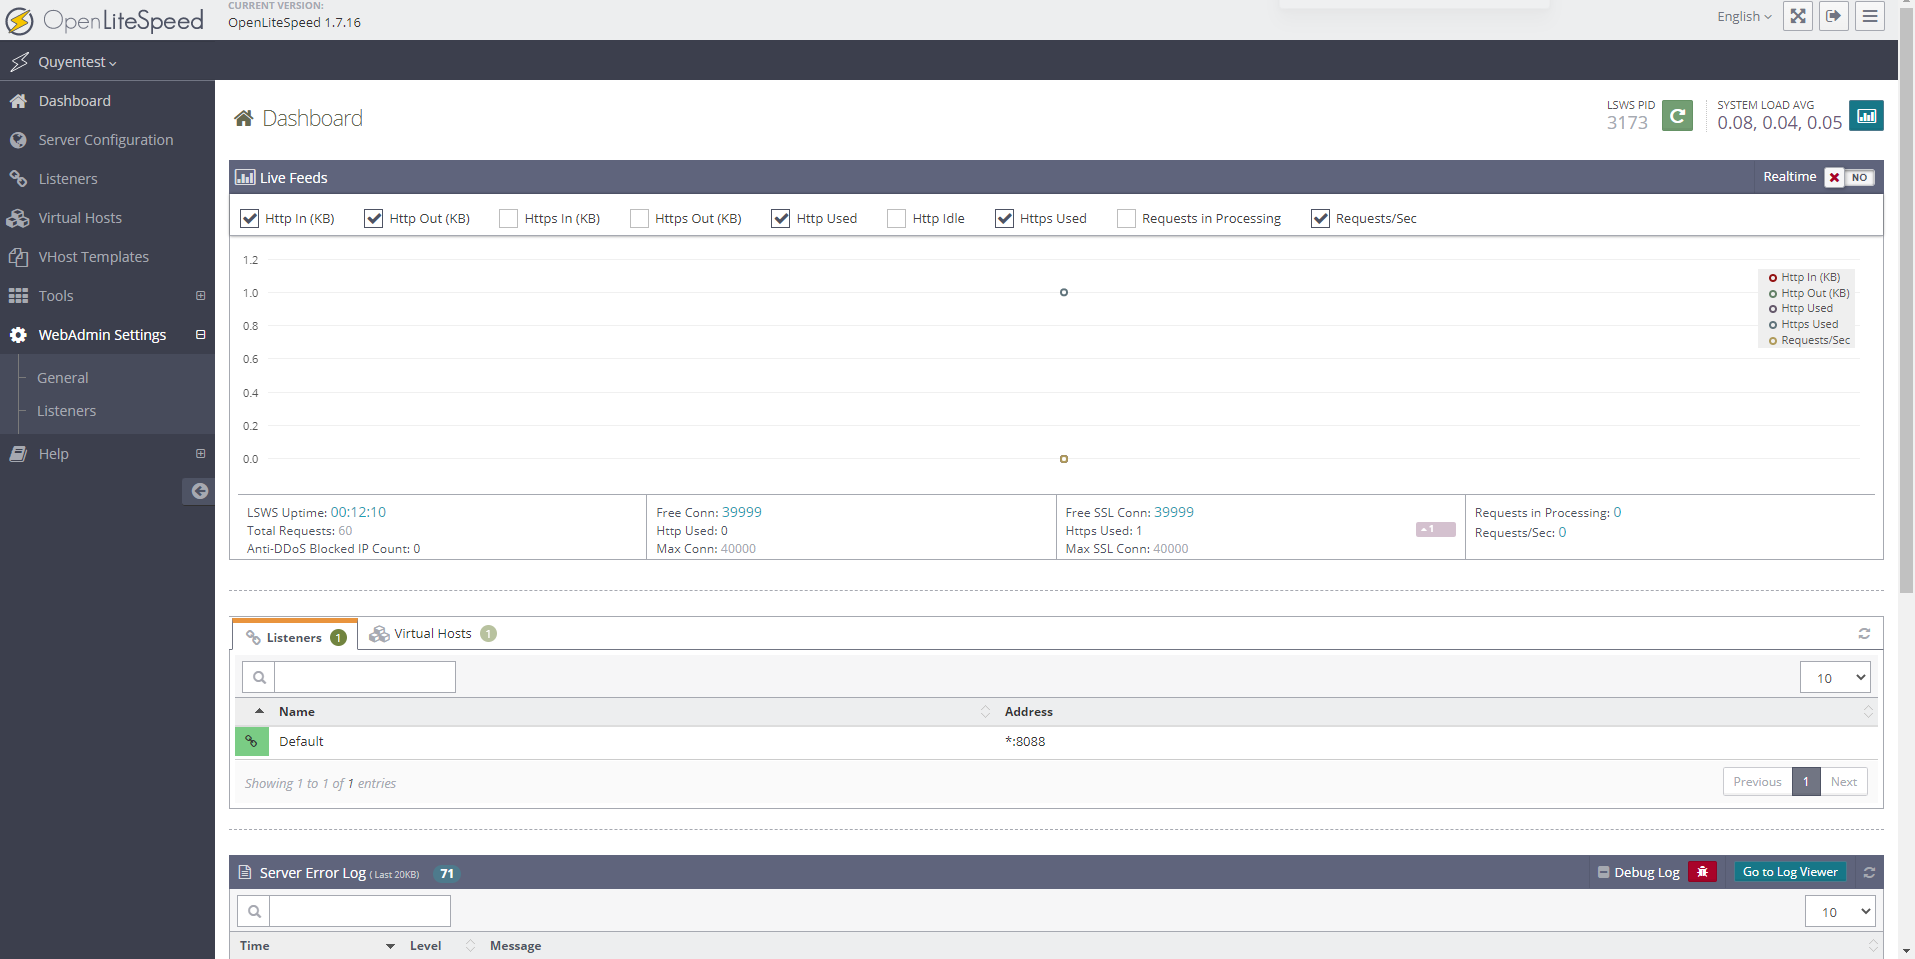 OpenLiteSpeed
CURRENT VERSION:
OpenLiteSpeed 1.7.16
English
Quyentest
Dashboard
Server Configuration
Listeners
Virtual Hosts
VHost Templates
Tools
WebAdmin Settings
General
Listeners
Help
Dashboard
LSWS PID
3173
SYSTEM LOAD AVG
0.08, 0.04, 0.05
Live Feeds
Realtime NO
Http In (KB) Http Out (KB) Https In (KB) Https Out (KB) Http Used Http Idle Https Used Requests in Processing Requests/Sec
1.2
1.0
0.8
0.6
0.4
0.2
0.0
Http In (KB)
Http Out (KB)
Http Used
Https Used
Requests/Sec
LSWS Uptime: 00:12:10
Total Requests: 60
Anti-DDoS Blocked IP Count: 0
Free Conn: 39999
Http Used: 0
Max Conn: 40000
Free SSL Conn: 39999
Https Used: 1
1
Max SSL Conn: 40000
Requests in Processing: 0
Requests/Sec: 0
Listeners 1 Virtual Hosts 1
10
Name Address
Default *:8088
Showing 1 to 1 of 1 entries
Previous 1 Next
Server Error Log ( Last 20KB) 71
Debug Log Go to Log Viewer
10
Time Level Message